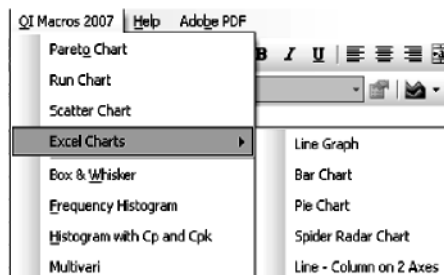 QI Macros 2007 Help Adobe PDF
Pareto Chart
B I U
Run Chart
Scatter Chart
Excel Charts
Line Graph
Box & Whisker
Bar Chart
Frequency Histogram
Pie Chart
Histogram with Cp and Cpk
Spider Radar Chart
Multivari
Line - Column on 2 Axes